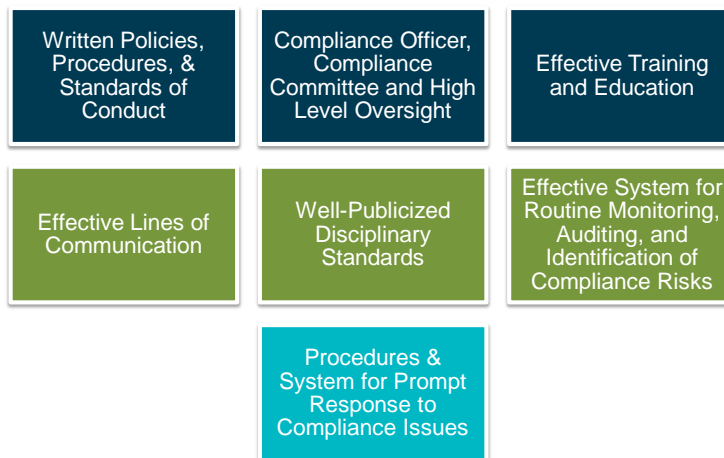 Written Policies,
Procedures, &
Standards of
Conduct
Compliance Officer,
Compliance
Committee and High
Level Oversight
Effective Training
and Education
Effective Lines of
Communication
Well-Publicized
Disciplinary
Standards
Effective System for
Routine Monitoring,
Auditing, and
Identification of
Compliance Risks
Procedures &
System for Prompt
Response to
Compliance Issues